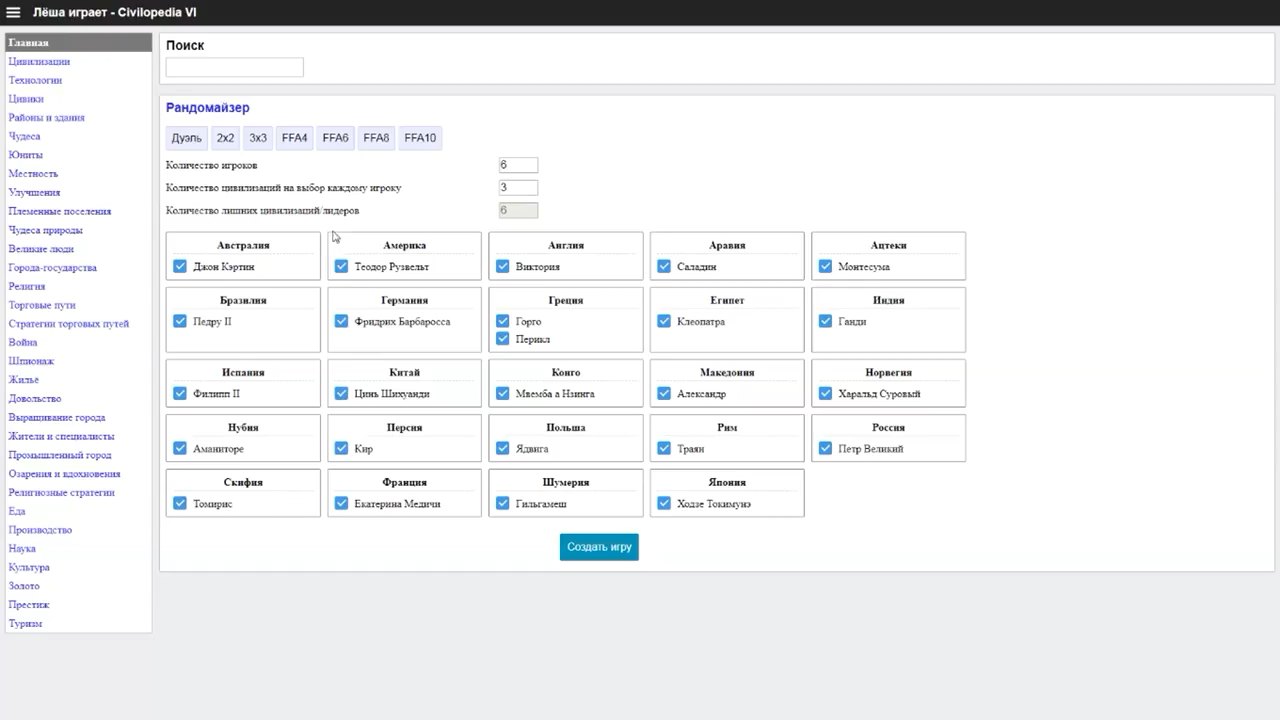 Лёша играет - Civilopedia VI
Главная
Цивилизации
Технологии
Цивики
Районы и здания
Чудеса
Юниты
Местность
Улучшения
Племенные поселения
Чудеса природы
Великие люди
Города-государства
Религия
Торговые пути
Стратегии торговых путей
Война
Шпионаж
Жильё
Довольство
Выращивание города
Жители и специалисты
Промышленный город
Озарения и вдохновения
Религиозные стратегии
Еда
Производство
Наука
Культура
Золото
Престиж
Туризм
Поиск
Рандомайзер
Дуэль 2x2 3x3 FFA4 FFA6 FFA8 FFA10
Количество игроков 6
Количество цивилизаций на выбор каждому игроку 3
Количество лишних цивилизаций/лидеров 6
Австралия Америка Англия Аравия Ацтеки
Джон Кэртин Теодор Рузвельт Виктория Саладин Монтесума
Бразилия Германия Греция Египет Индия
Педру II Фридрих Барбаросса Горго Клеопатра Ганди
Перикл
Испания Китай Конго Македония Норвегия
Филипп II Цинь Шихуанди Мвемба а Нзинга Александр Харальд Суровый
Нубия Персия Польша Рим Россия
Аманиторе Кир Ядвига Траян Петр Великий
Скифия Франция Шумерия Япония
Томирис Екатерина Медичи Гильгамеш Ходзе Токимунэ
Создать игру